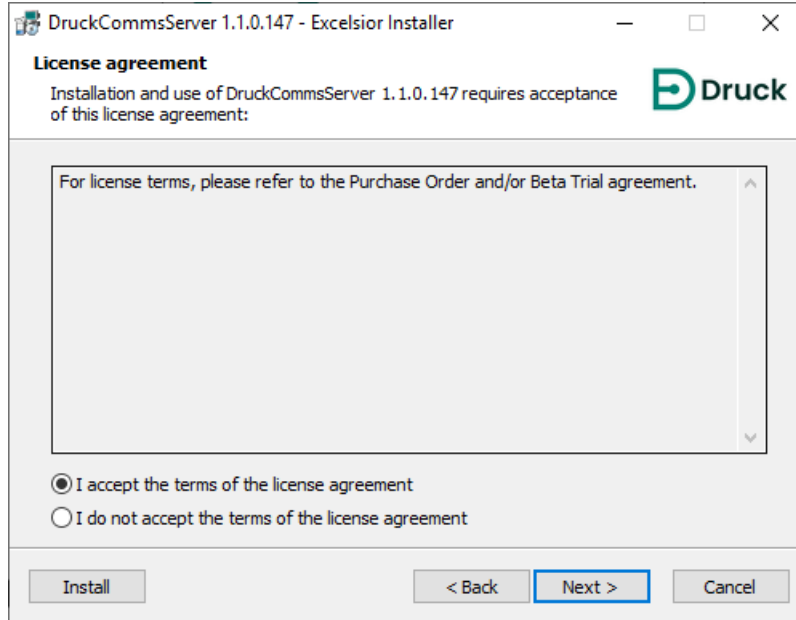 DruckCommsServer 1.1.0.147 - Excelsior Installer
License agreement
Installation and use of DruckCommsServer 1.1.0.147 requires acceptance
of this license agreement:
Druck
For license terms, please refer to the Purchase Order and/or Beta Trial agreement.
I accept the terms of the license agreement
I do not accept the terms of the license agreement
Install
< Back
Next >
Cancel